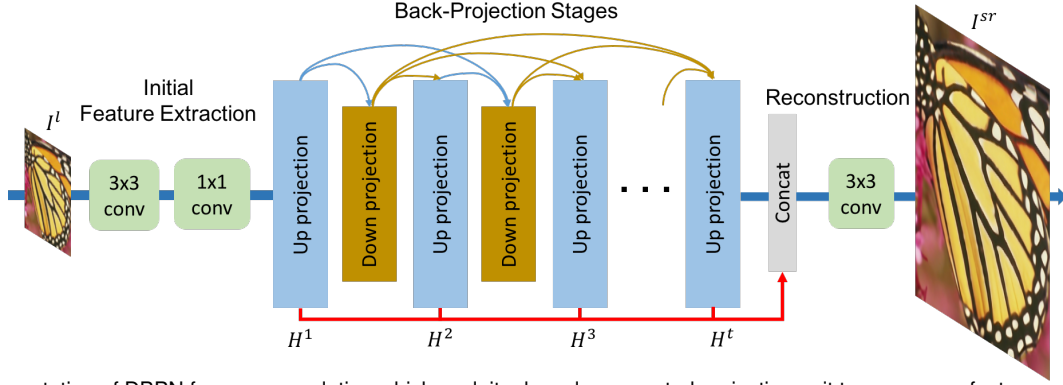 Back-Projection Stages
Initial
Feature Extraction
Reconstruction
I^l
I^{sr}
3x3
conv
1x1
conv
Up projection
Down projection
Up projection
Down projection
Up projection
. . .
Up projection
Concat
3x3
conv
H^1
H^2
H^3
H^t